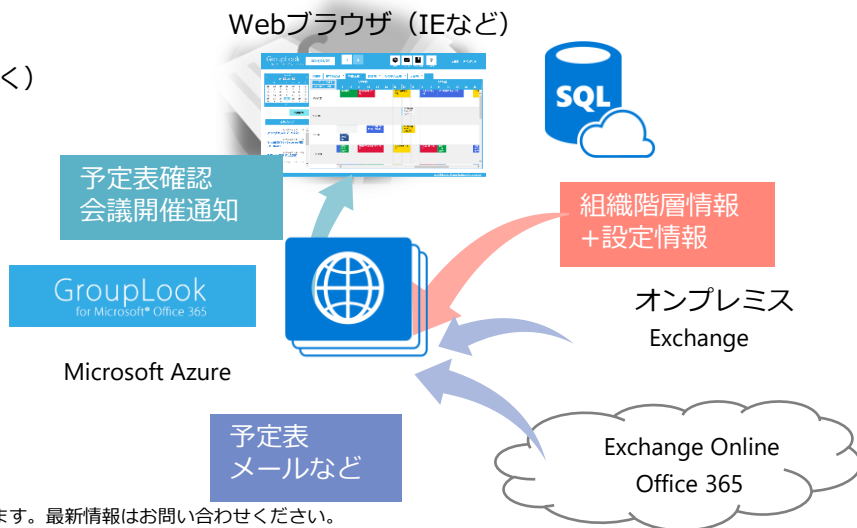 Webブラウザ（IEなど）
く）
GroupLook
SQL
予定表確認
会議開催通知
組織階層情報
+設定情報
GroupLook
for Microsoft® Office 365
オンプレミス
Exchange
Microsoft Azure
予定表
メールなど
Exchange Online
Office 365
ます。最新情報はお問い合わせください。